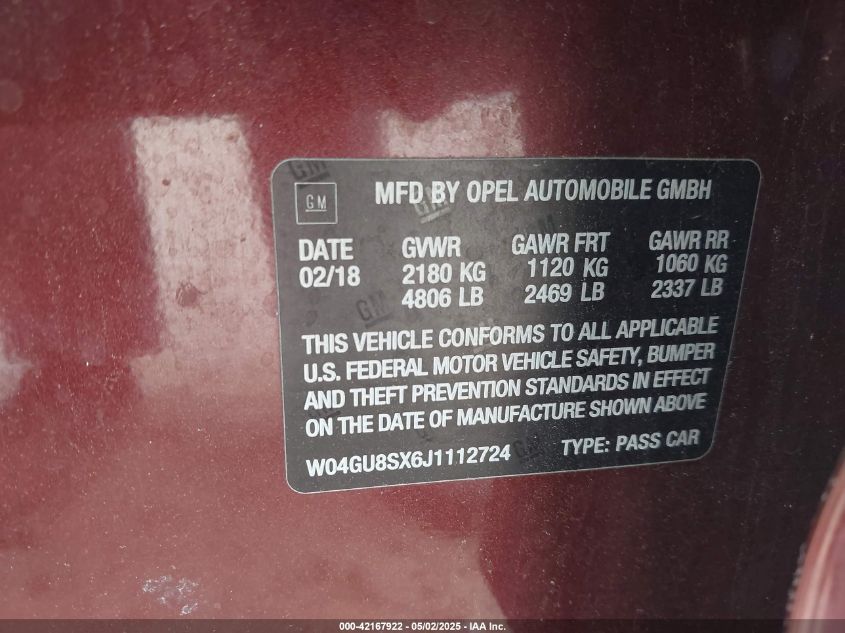 GM
MFD BY OPEL AUTOMOBILE GMBH
DATE GVWR GAWR FRT GAWR RR
02/18 2180 KG 1120 KG 1060 KG
4806 LB 2469 LB 2337 LB
THIS VEHICLE CONFORMS TO ALL APPLICABLE
U.S. FEDERAL MOTOR VEHICLE SAFETY, BUMPER
AND THEFT PREVENTION STANDARDS IN EFFECT
ON THE DATE OF MANUFACTURE SHOWN ABOVE
W04GU8SX6J1112724 TYPE: PASS CAR
000-42167922 - 05/02/2025 - IAA Inc.